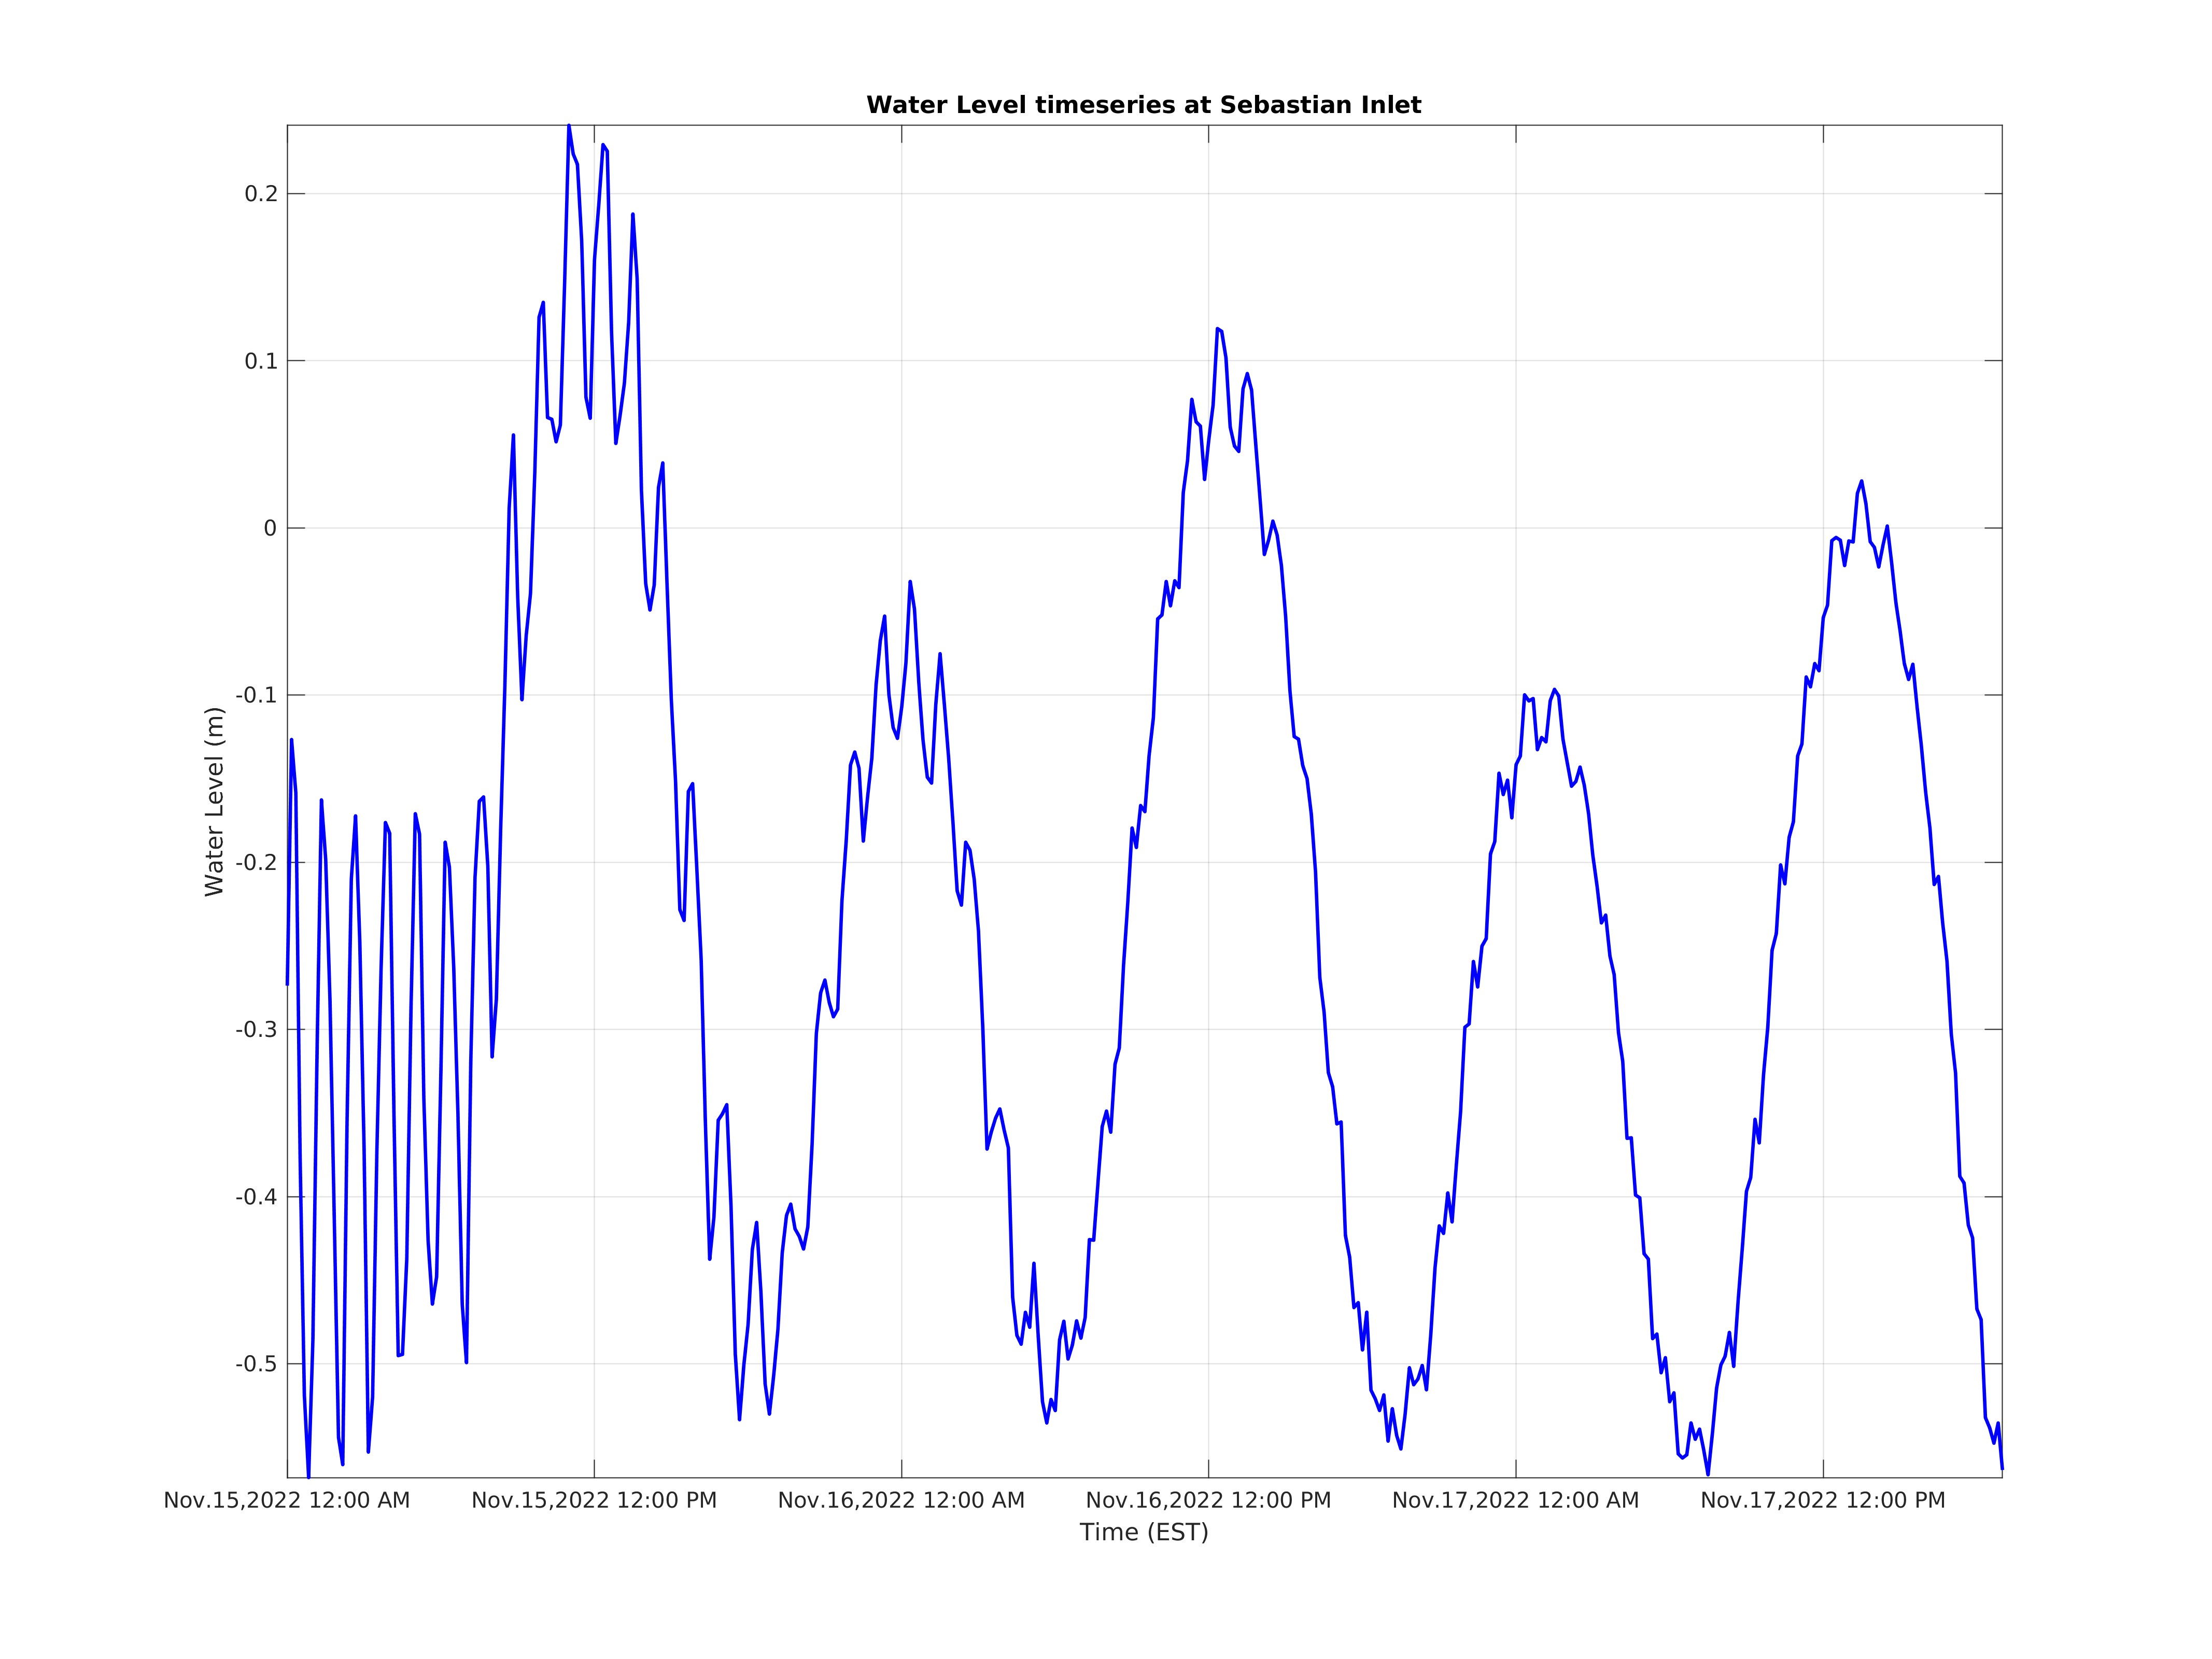 Water Level timeseries at Sebastian Inlet
0.2
0.1
0
-0.1
-0.2
-0.3
-0.4
-0.5
Water Level (m)
Nov.15,2022 12:00 AM Nov.15,2022 12:00 PM Nov.16,2022 12:00 AM Nov.16,2022 12:00 PM Nov.17,2022 12:00 AM Nov.17,2022 12:00 PM
Time (EST)